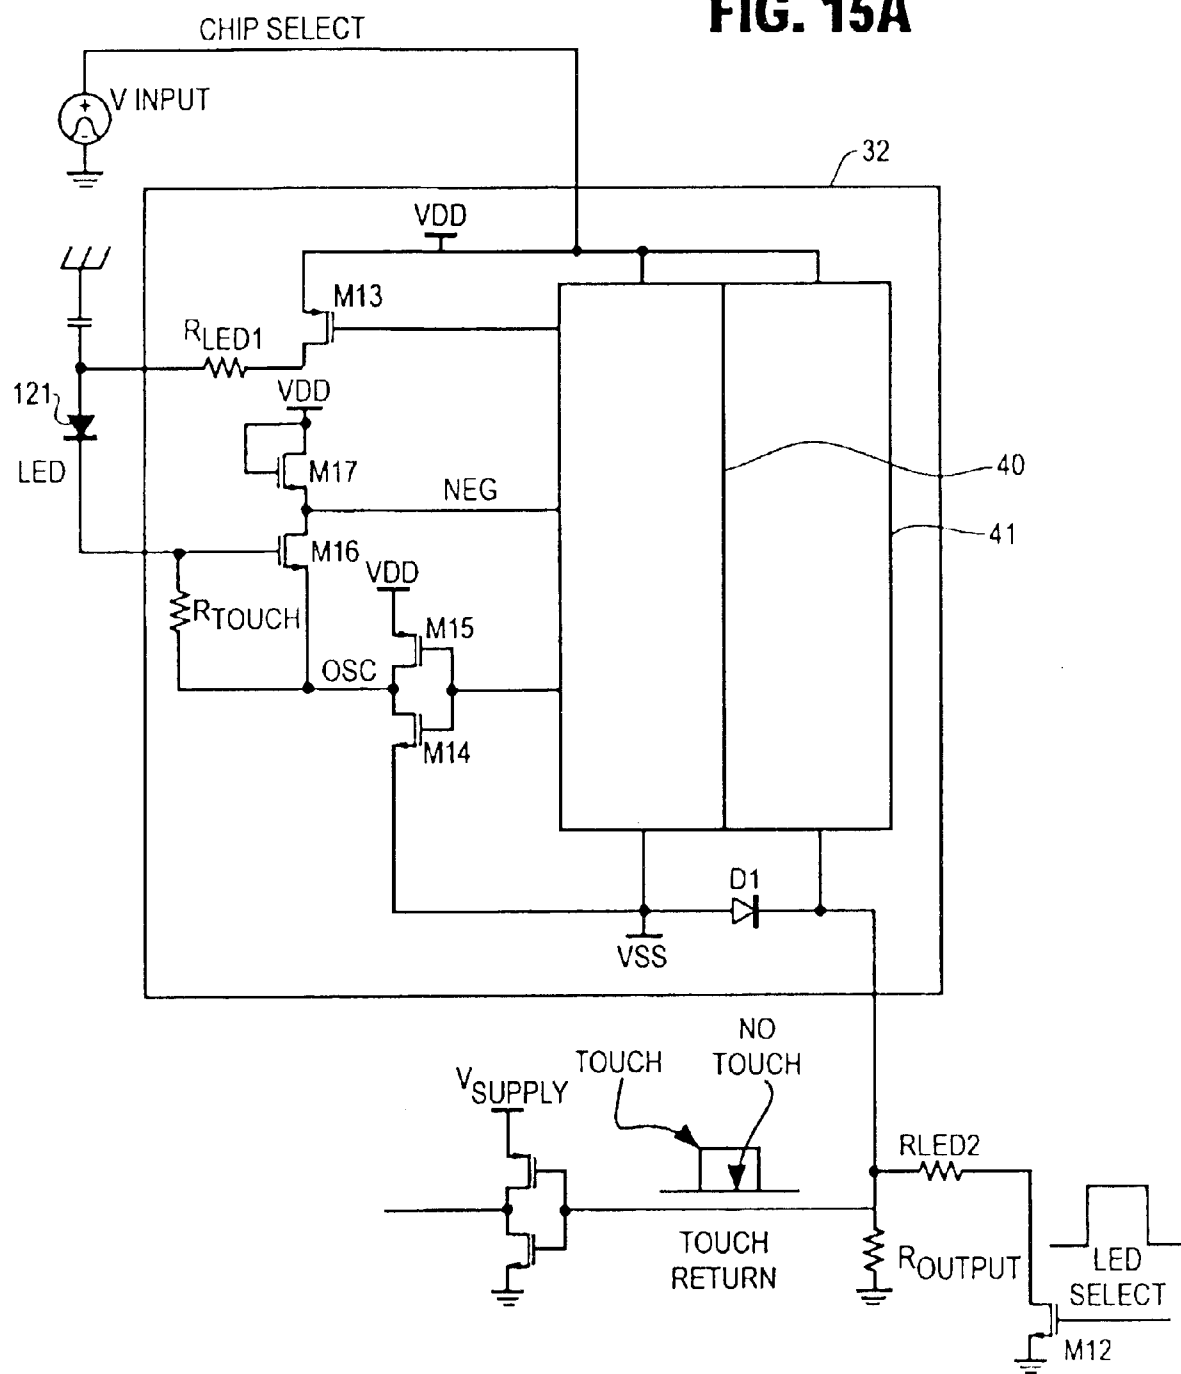 FIG. 15A
CHIP SELECT
+
V INPUT
-
32
VDD
M13
RLED1
121
VDD
LED
M17
NEG
40
M16
41
VDD
RTOUCH
M15
OSC
M14
D1
VSS
NO
TOUCH
TOUCH
VSUPPLY
RLED2
TOUCH
RETURN
ROUTPUT
LED
SELECT
M12